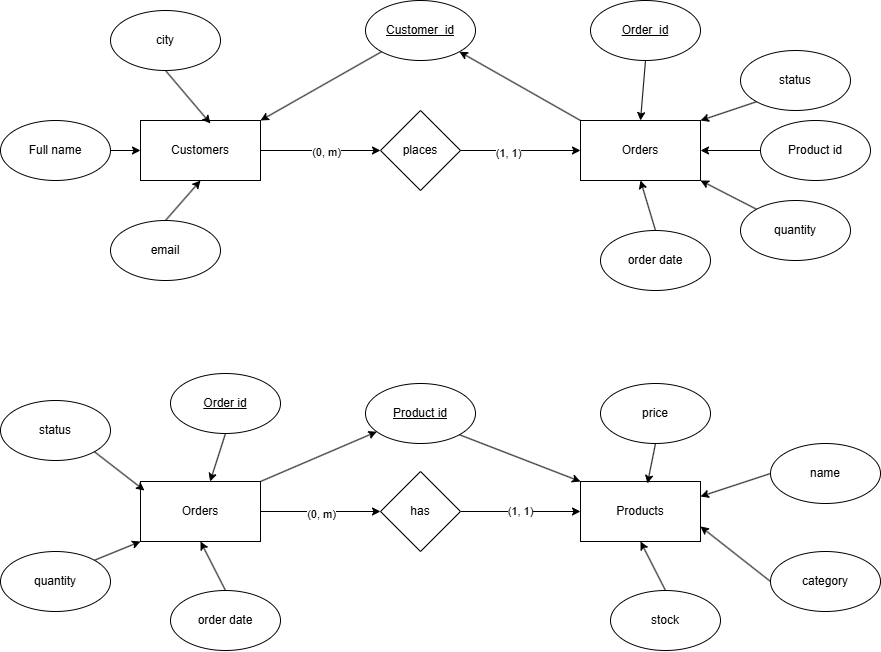 Customer_id
Order_id
city
status
Full name
Customers
(0, m)
places
(1, 1)
Orders
Product id
email
quantity
order date
Order id
Product id
price
status
name
Orders
(0, m)
has
(1, 1)
Products
quantity
category
order date
stock